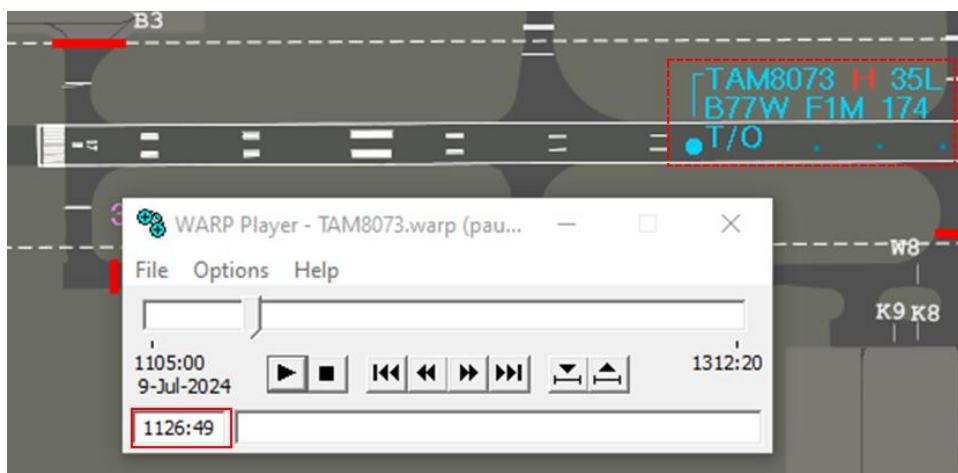 B3
TAM8073 H 35L
B77W F1M 174
T/O
WARP Player - TAM8073.warp (pau...
File Options Help
W8
K9 K8
1105:00
9-Jul-2024
1312:20
1126:49